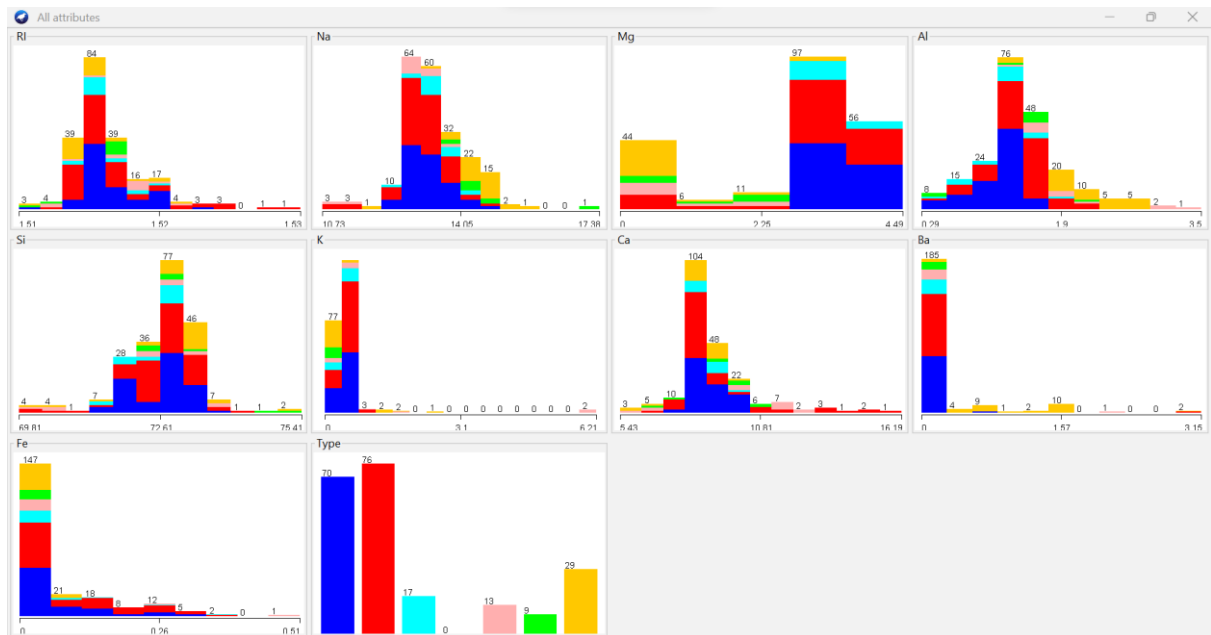 All attributes
RI
84
39 39
16 17
3 4 4 3 3 0 1 1
1.51 1.52 1.53
Na
64 60
32
22
15
10
3 3 1 2 1 0 0 1
10.73 14.05 17.38
Mg
97
56
44
6 11
0 2.25 4.49
Al
76
48
24
20
15
8 10
5 5 2 1
0.29 1.9 3.5
Si
77
46
36
28
4 4 1 7 7 1 1 2
69.81 72.61 75.41
K
77
3 2 2 0 1 0 0 0 0 0 0 0 0 2
0 3.1 6.21
Ca
104
48
22
3 5 10 6 7 2 3 1 2 1
5.43 10.81 16.19
Ba
185
4 9 1 2 10 0 1 0 0 2
0 1.57 3.15
Fe
147
21 18 8 12 5 2 0 1
0 0.26 0.51
Type
70 76
17
0
13
9
29